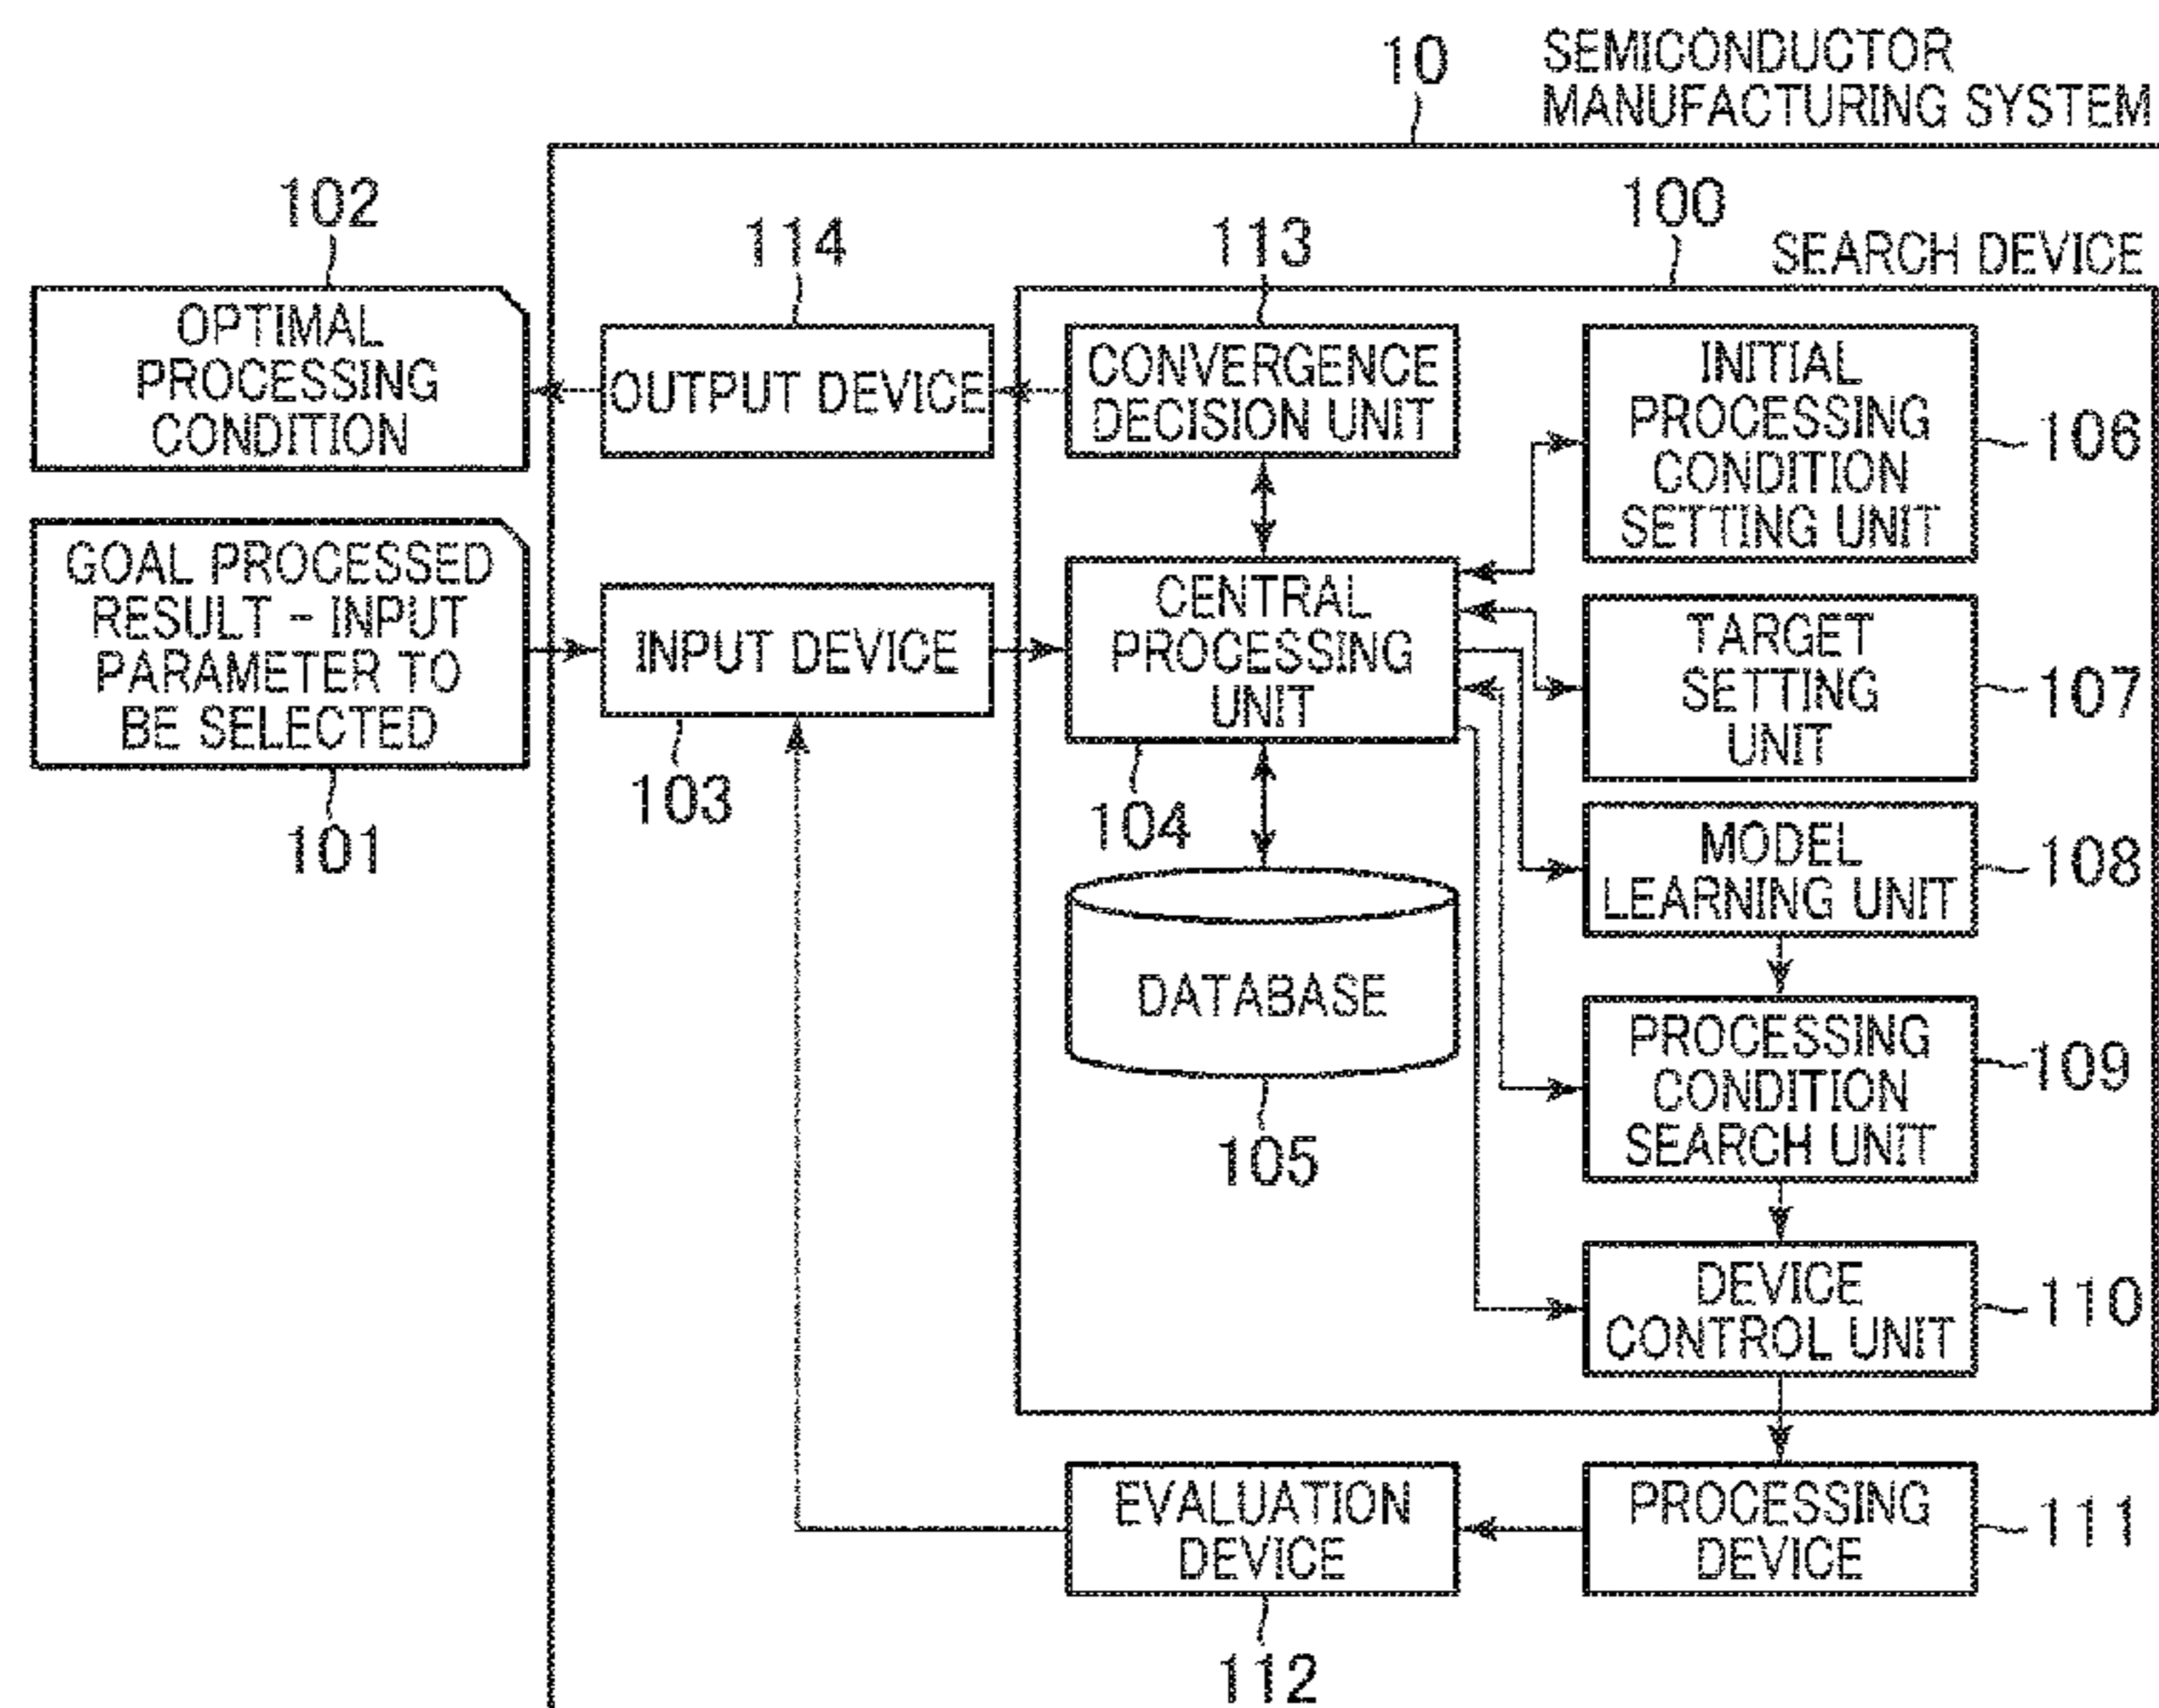 10
SEMICONDUCTOR
MANUFACTURING SYSTEM
102
114
113
100
SEARCH DEVICE
OPTIMAL
PROCESSING
CONDITION
OUTPUT DEVICE
CONVERGENCE
DECISION UNIT
INITIAL
PROCESSING
CONDITION
SETTING UNIT
106
GOAL PROCESSED
RESULT - INPUT
PARAMETER TO
BE SELECTED
101
INPUT DEVICE
103
CENTRAL
PROCESSING
UNIT
104
TARGET
SETTING
UNIT
107
MODEL
LEARNING UNIT
108
DATABASE
105
PROCESSING
CONDITION
SEARCH UNIT
109
DEVICE
CONTROL UNIT
110
EVALUATION
DEVICE
112
PROCESSING
DEVICE
111